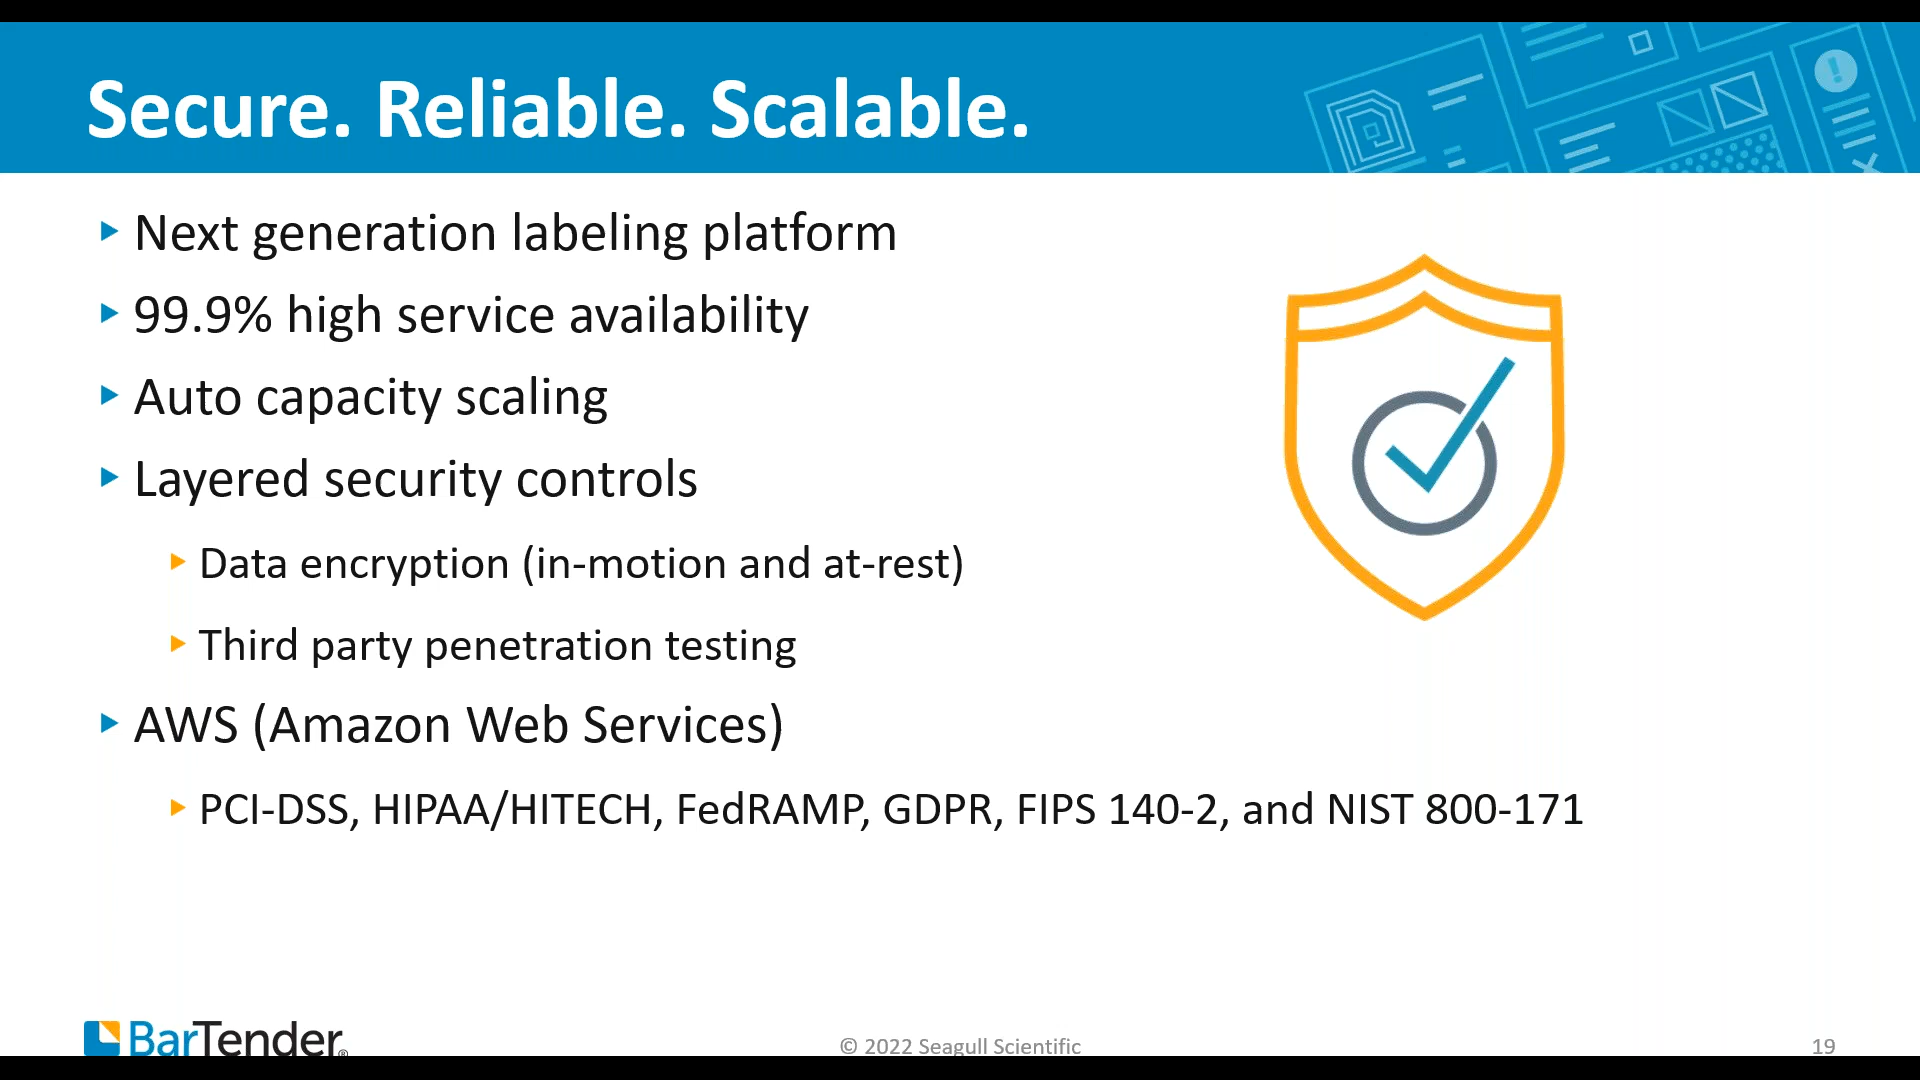 Secure. Reliable. Scalable.
Next generation labeling platform
99.9% high service availability
Auto capacity scaling
Layered security controls
Data encryption (in-motion and at-rest)
Third party penetration testing
AWS (Amazon Web Services)
PCI-DSS, HIPAA/HITECH, FedRAMP, GDPR, FIPS 140-2, and NIST 800-171
BarTender®
© 2022 Seagull Scientific
19